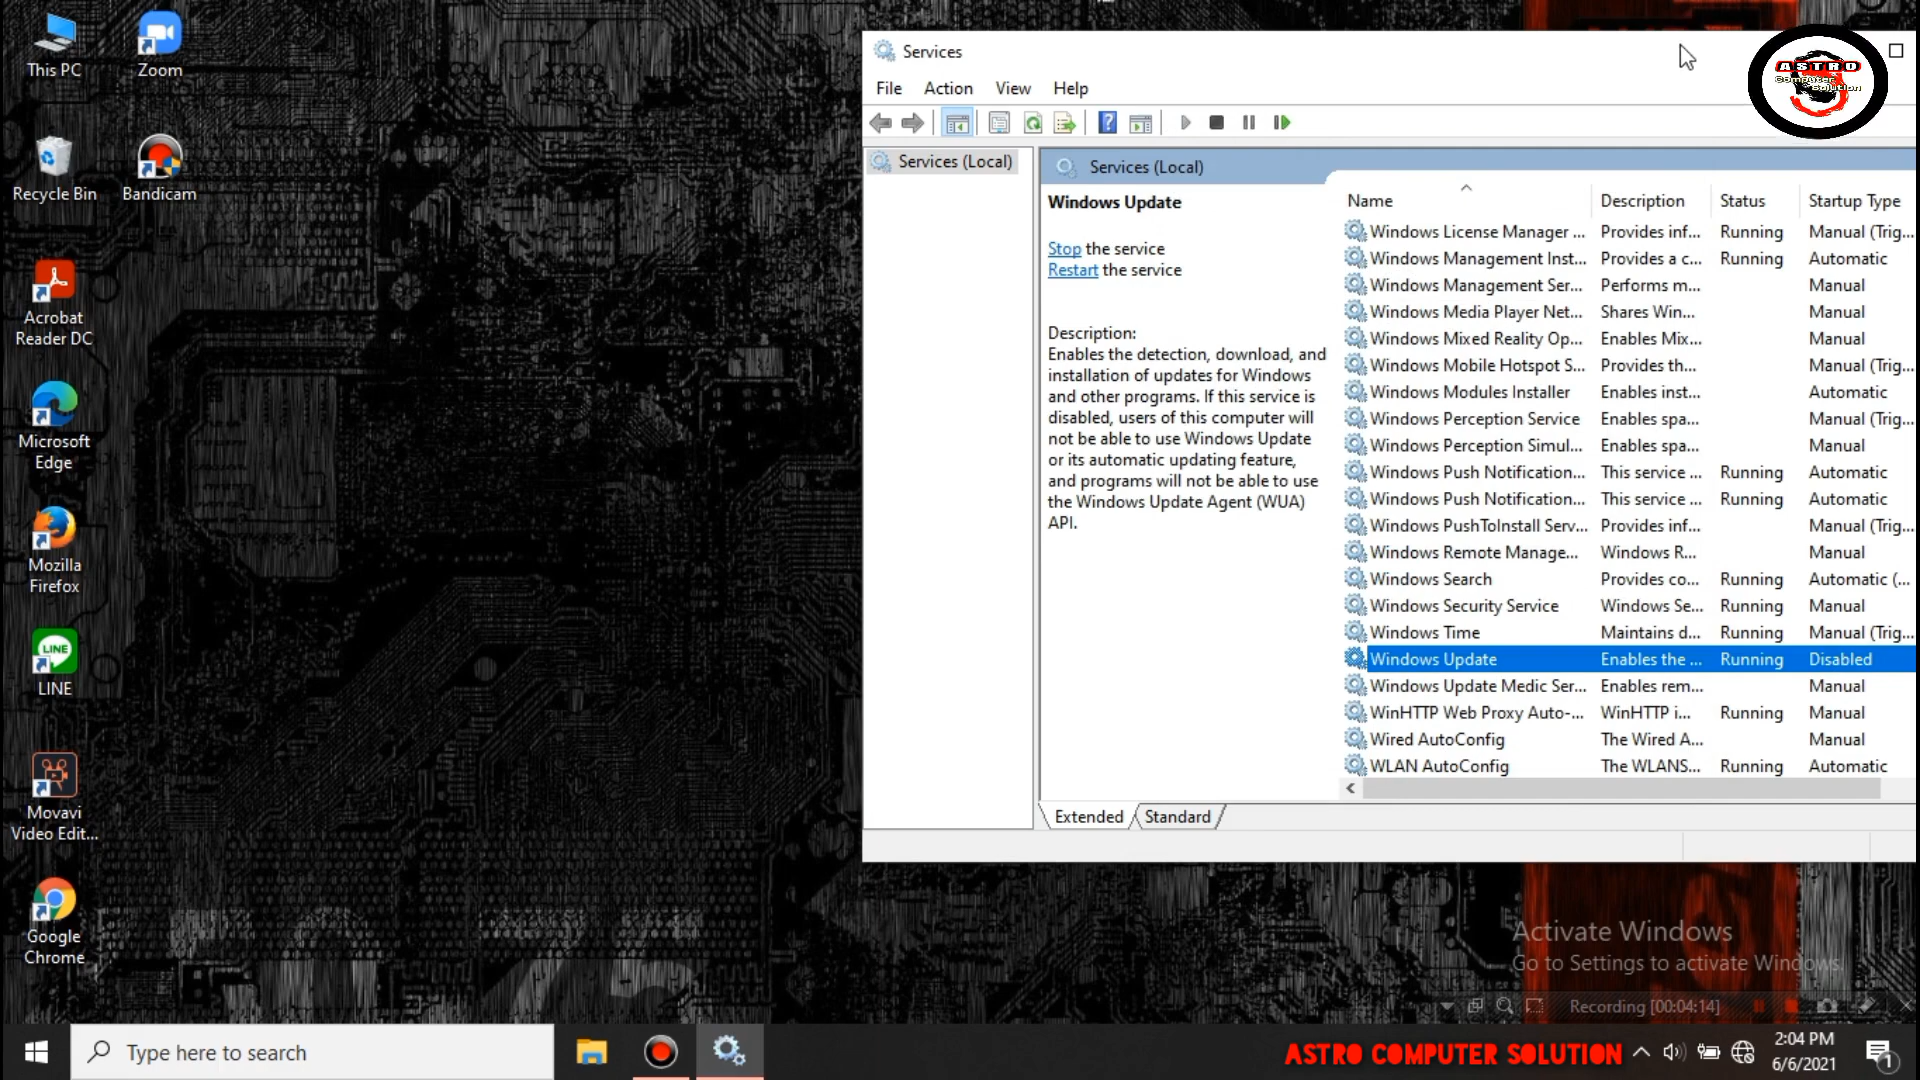 This PC
Zoom
Recycle Bin
Bandicam
Acrobat
Reader DC
Microsoft
Edge
Mozilla
Firefox
LINE
LINE
Movavi
Video Edit...
Google
Chrome
Services
File Action View Help
Services (Local)
Services (Local)
Windows Update
Stop the service
Restart the service
Description:
Enables the detection, download, and
installation of updates for Windows
and other programs. If this service is
disabled, users of this computer will
not be able to use Windows Update
or its automatic updating feature,
and programs will not be able to use
the Windows Update Agent (WUA)
API.
Name Description Status Startup Type
Windows License Manager ... Provides inf... Running Manual (Trig...
Windows Management Inst... Provides a c... Running Automatic
Windows Management Ser... Performs m... Manual
Windows Media Player Net... Shares Win... Manual
Windows Mixed Reality Op... Enables Mix... Manual
Windows Mobile Hotspot S... Provides th... Manual (Trig...
Windows Modules Installer Enables inst... Automatic
Windows Perception Service Enables spa... Manual (Trig...
Windows Perception Simul... Enables spa... Manual
Windows Push Notification... This service ... Running Automatic
Windows Push Notification... This service ... Running Automatic
Windows PushToInstall Serv... Provides inf... Manual (Trig...
Windows Remote Manage... Windows R... Manual
Windows Search Provides co... Running Automatic (...
Windows Security Service Windows Se... Running Manual
Windows Time Maintains d... Running Manual (Trig...
Windows Update Enables the ... Running Disabled
Windows Update Medic Ser... Enables rem... Manual
WinHTTP Web Proxy Auto-... WinHTTP i... Running Manual
Wired AutoConfig The Wired A... Manual
WLAN AutoConfig The WLANS... Running Automatic
Extended Standard
ASTRO
Computer
Solution
Activate Windows
Go to Settings to activate Windows.
Recording [00:04:14]
Type here to search
ASTRO COMPUTER SOLUTION
2:04 PM
6/6/2021
1